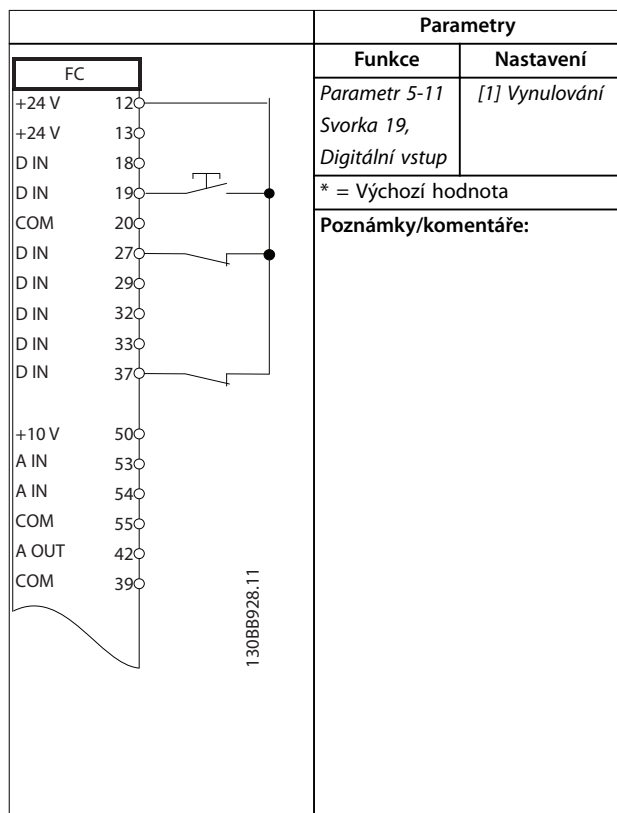 Parametry
Funkce Nastavení
Parametr 5-11 [1] Vynulování
Svorka 19,
Digitální vstup
* = Výchozí hodnota
Poznámky/komentáře:
FC
+24 V 12
+24 V 13
D IN 18
D IN 19
COM 20
D IN 27
D IN 29
D IN 32
D IN 33
D IN 37
+10 V 50
A IN 53
A IN 54
COM 55
A OUT 42
COM 39
130BB928.11